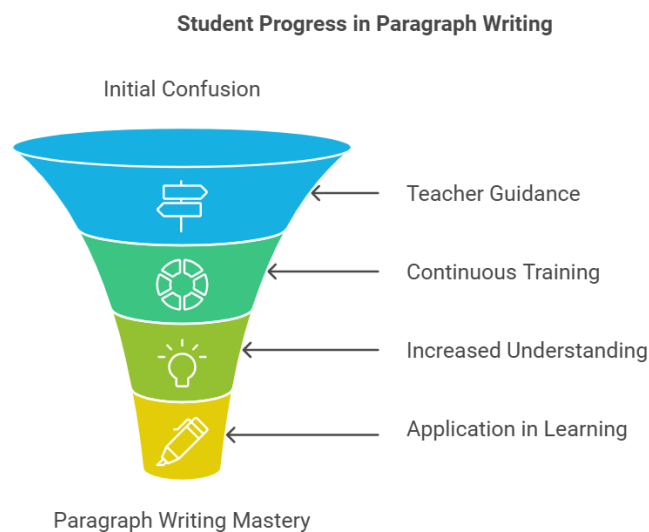 Student Progress in Paragraph Writing
Initial Confusion
Teacher Guidance
Continuous Training
Increased Understanding
Application in Learning
Paragraph Writing Mastery